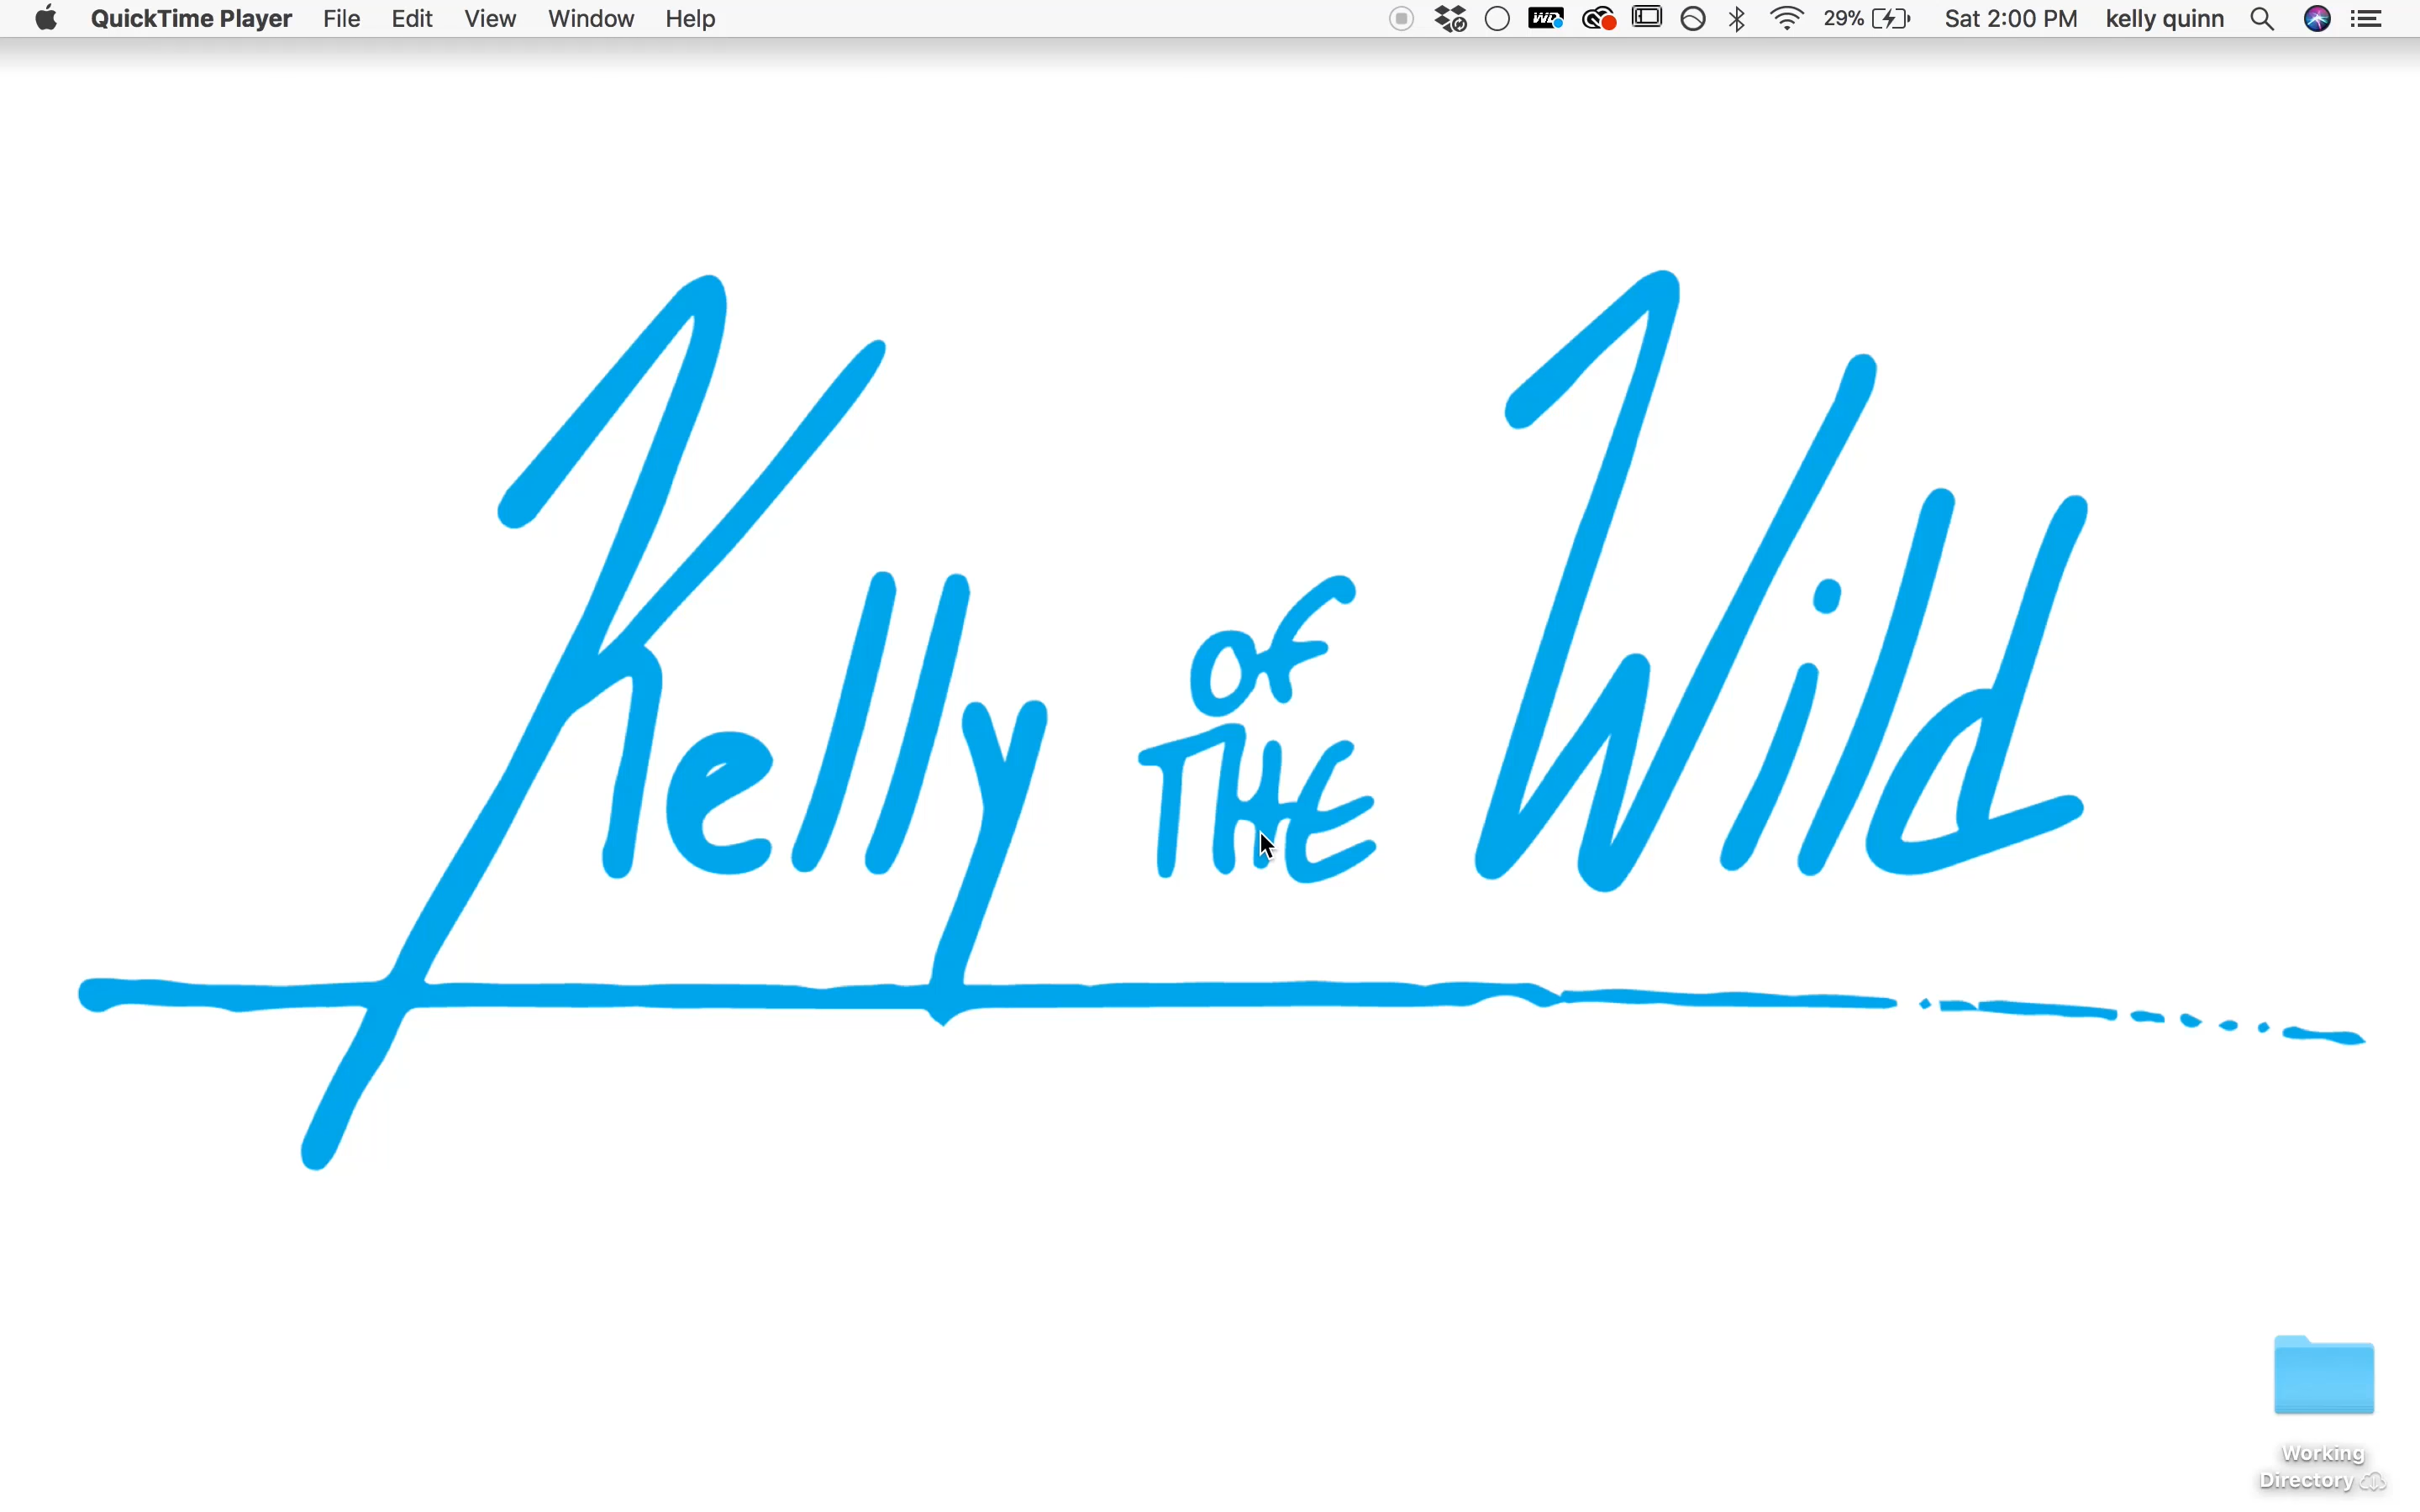 QuickTime Player File Edit View Window Help WD 29% Sat 2:00 PM kelly quinn
Kelly of THE Wild
Working
Directory